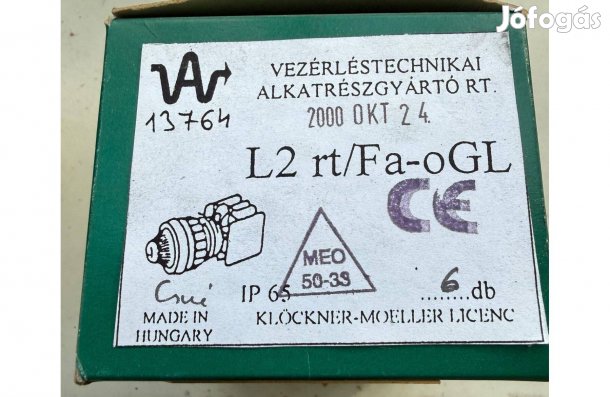 Jófogás
VEZÉRLÉSTECHNIKAI
ALKATRÉSZGYÁRTÓ RT.
13764
2000 OKT 24.
L2 rt/Fa-oGL
CE
MEO
50-33
IP 65
6 db
MADE IN
HUNGARY
KLÖCKNER-MOELLER LICENC